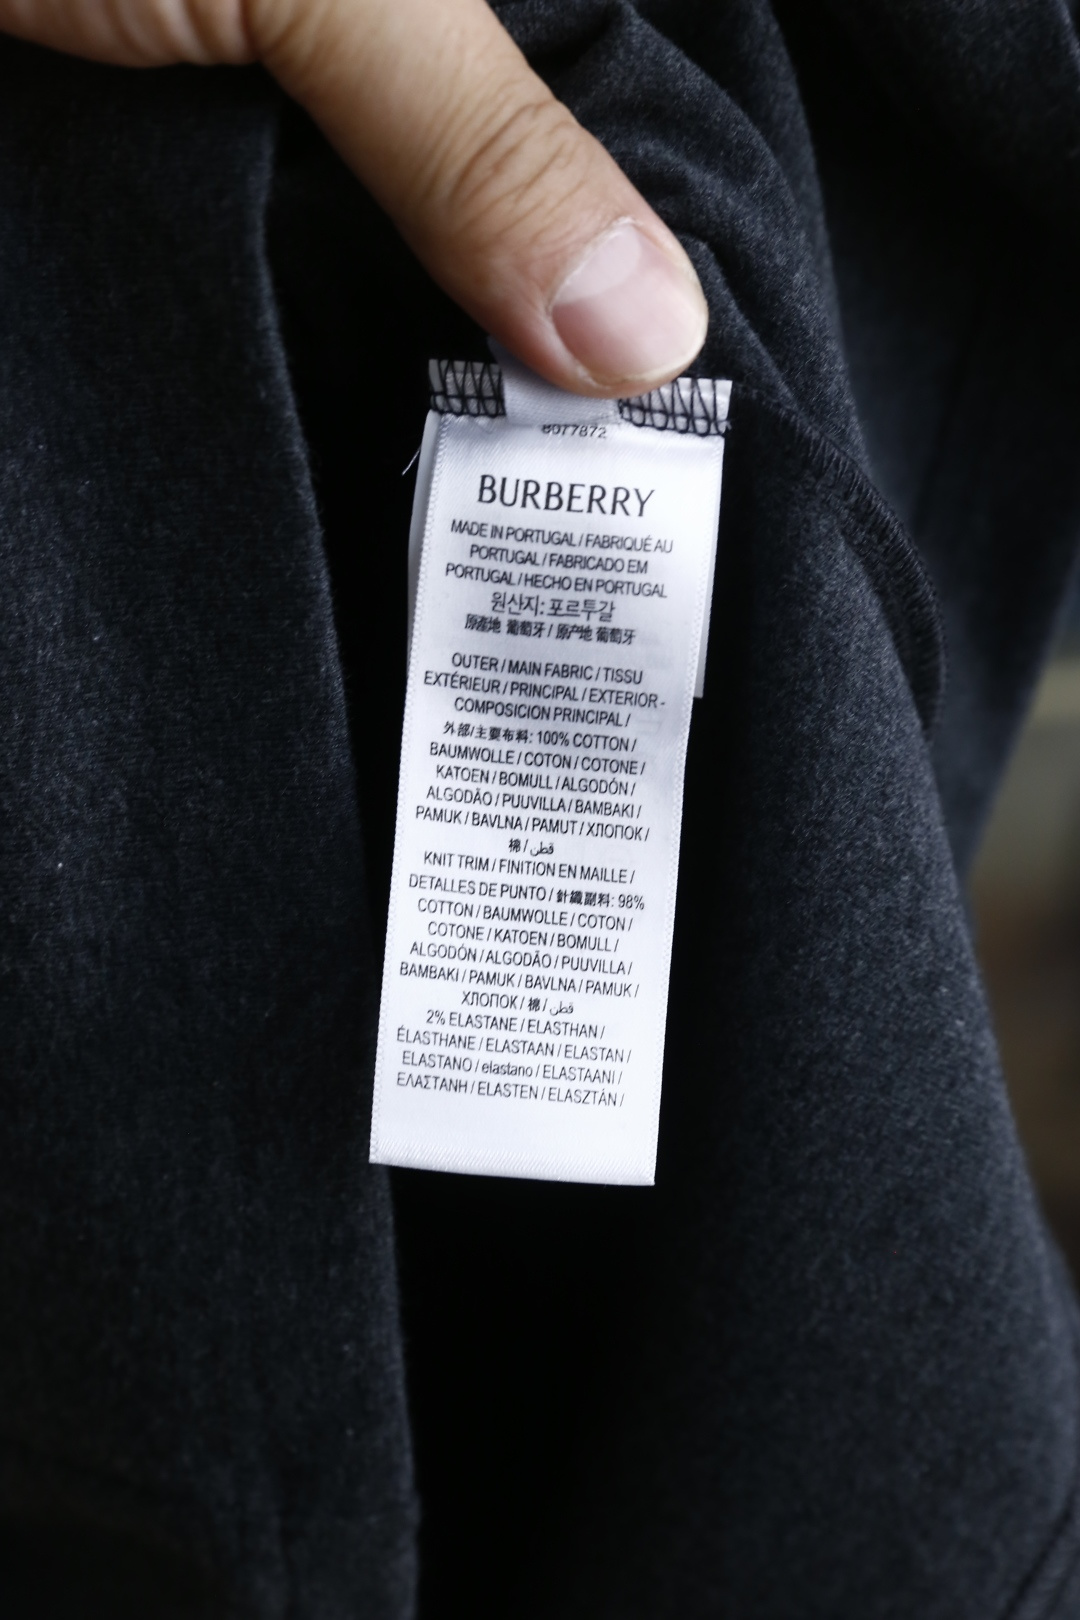 8077872
BURBERRY
MADE IN PORTUGAL / FABRIQUÉ AU
PORTUGAL / FABRICADO EM
PORTUGAL / HECHO EN PORTUGAL
원산지: 포르투갈
原產地 葡萄牙 / 原产地 葡萄牙
OUTER / MAIN FABRIC / TISSU
EXTÉRIEUR / PRINCIPAL / EXTERIOR -
COMPOSICION PRINCIPAL /
外部/主要布料: 100% COTTON /
BAUMWOLLE / COTON / COTONE /
KATOEN / BOMULL / ALGODÓN /
ALGODÃO / PUUVILLA / BAMBAKI /
PAMUK / BAVLNA / PAMUT / ХЛОПОК /
棉 / قطن
KNIT TRIM / FINITION EN MAILLE /
DETALLES DE PUNTO / 針織副料: 98%
COTTON / BAUMWOLLE / COTON /
COTONE / KATOEN / BOMULL /
ALGODÓN / ALGODÃO / PUUVILLA /
BAMBAKI / PAMUK / BAVLNA / PAMUK /
ХЛОПОК / 棉 / قطن
2% ELASTANE / ELASTHAN /
ÉLASTHANE / ELASTAAN / ELASTAN /
ELASTANO / elastano / ELASTAANI /
ΕΛΑΣΤΑΝΗ / ELASTEN / ELASZTÁN /